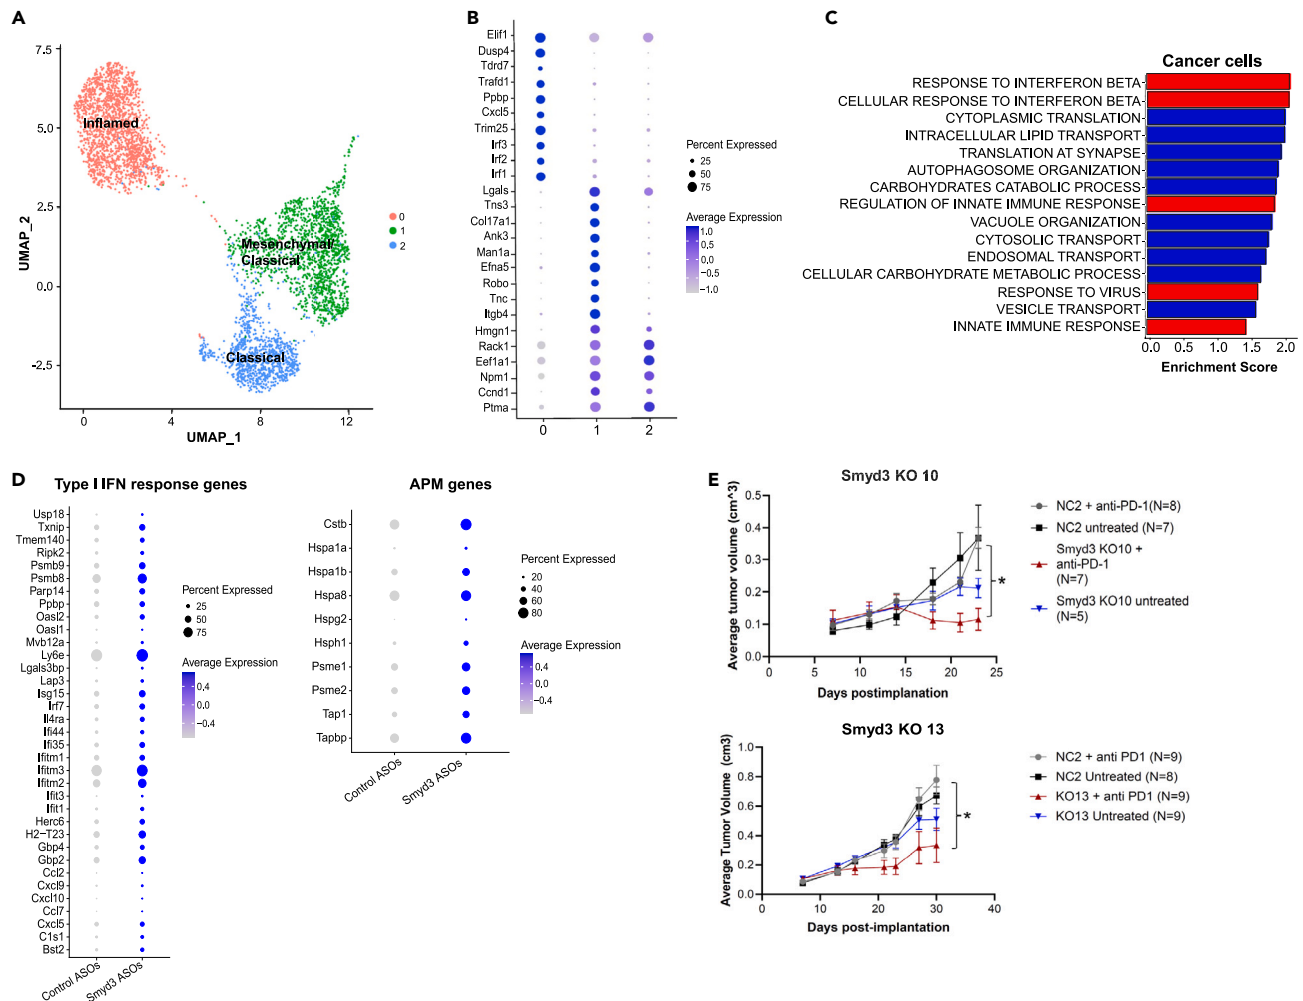 A
7.5
5.0
2.5
0.0
-2.5
UMAP_2
0
4
8
12
UMAP_1
Inflamed
Mesenchymal/
Classical
Classical
0
1
2
B
Elif1
Dusp4
Tdrd7
Trafd1
Ppbp
Cxcl5
Trim25
Irf3
Irf2
Irf1
Lgals
Tns3
Col17a1
Ank3
Man1a
Efna5
Robo
Tnc
Itgb4
Hmgn1
Rack1
Eef1a1
Npm1
Ccnd1
Ptma
0
1
2
Percent Expressed
25
50
75
Average Expression
1.0
0.5
0.0
−0.5
−1.0
C
Cancer cells
RESPONSE TO INTERFERON BETA
CELLULAR RESPONSE TO INTERFERON BETA
CYTOPLASMIC TRANSLATION
INTRACELLULAR LIPID TRANSPORT
TRANSLATION AT SYNAPSE
AUTOPHAGOSOME ORGANIZATION
CARBOHYDRATES CATABOLIC PROCESS
REGULATION OF INNATE IMMUNE RESPONSE
VACUOLE ORGANIZATION
CYTOSOLIC TRANSPORT
ENDOSOMAL TRANSPORT
CELLULAR CARBOHYDRATE METABOLIC PROCESS
RESPONSE TO VIRUS
VESICLE TRANSPORT
INNATE IMMUNE RESPONSE
0.0 0.5 1.0 1.5 2.0
Enrichment Score
D
Type I IFN response genes
Usp18
Txnip
Tmem140
Ripk2
Psmb9
Psmb8
Parp14
Ppbp
Oasl2
Oasl1
Mvb12a
Ly6e
Lgals3bp
Lap3
Isg15
Irf7
Il4ra
Ifi44
Ifi35
Ifitm1
Ifitm3
Ifitm2
Ifit3
Ifit1
Herc6
H2−T23
Gbp4
Gbp2
Ccl2
Cxcl9
Cxcl10
Ccl7
Cxcl5
C1s1
Bst2
Control ASOs
Smyd3 ASOs
Percent Expressed
25
50
75
Average Expression
0.4
0.0
−0.4
APM genes
Cstb
Hspa1a
Hspa1b
Hspa8
Hspg2
Hsph1
Psme1
Psme2
Tap1
Tapbp
Control ASOs
Smyd3 ASOs
Percent Expressed
20
40
60
80
Average Expression
0.4
0.0
−0.4
E
Smyd3 KO 10
Average tumor volume (cm^3)
0.5
0.4
0.3
0.2
0.1
0.0
0 5 10 15 20 25
Days postimplanation
*
NC2 + anti-PD-1(N=8)
NC2 untreated (N=7)
Smyd3 KO10 +
anti-PD-1
(N=7)
Smyd3 KO10 untreated
(N=5)
Smyd3 KO 13
Average Tumor Volume (cm3)
1.0
0.8
0.6
0.4
0.2
0.0
0 10 20 30 40
Days post-implantation
*
NC2 + anti PD1 (N=9)
NC2 Untreated (N=8)
KO13 + anti PD1 (N=9)
KO13 Untreated (N=9)